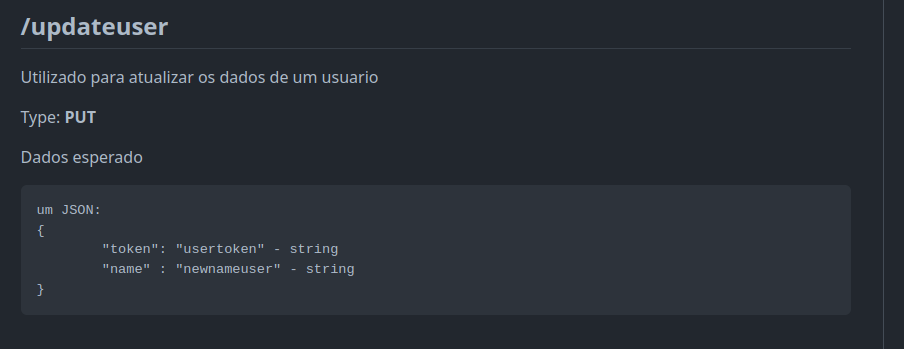 /updateuser
Utilizado para atualizar os dados de um usuario
Type: PUT
Dados esperado
um JSON:
{
"token": "usertoken" - string
"name" : "newnameuser" - string
}